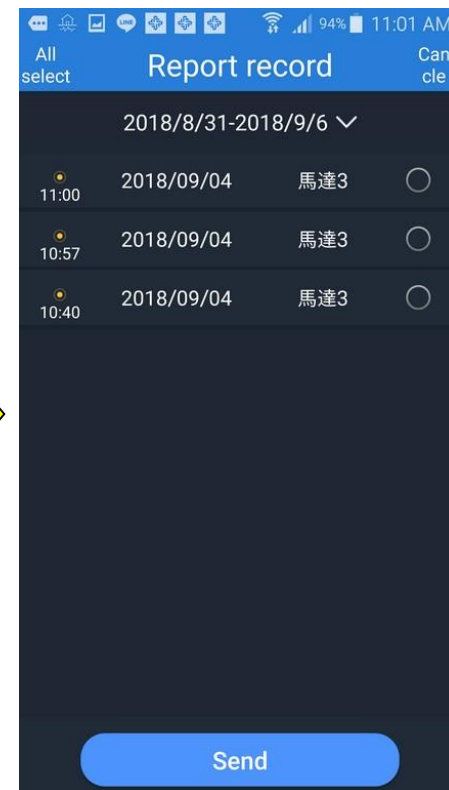 LINE 94% 11:01 AM
All
select
Report record
Can
cle
2018/8/31-2018/9/6
11:00 2018/09/04 馬達3
10:57 2018/09/04 馬達3
10:40 2018/09/04 馬達3
Send